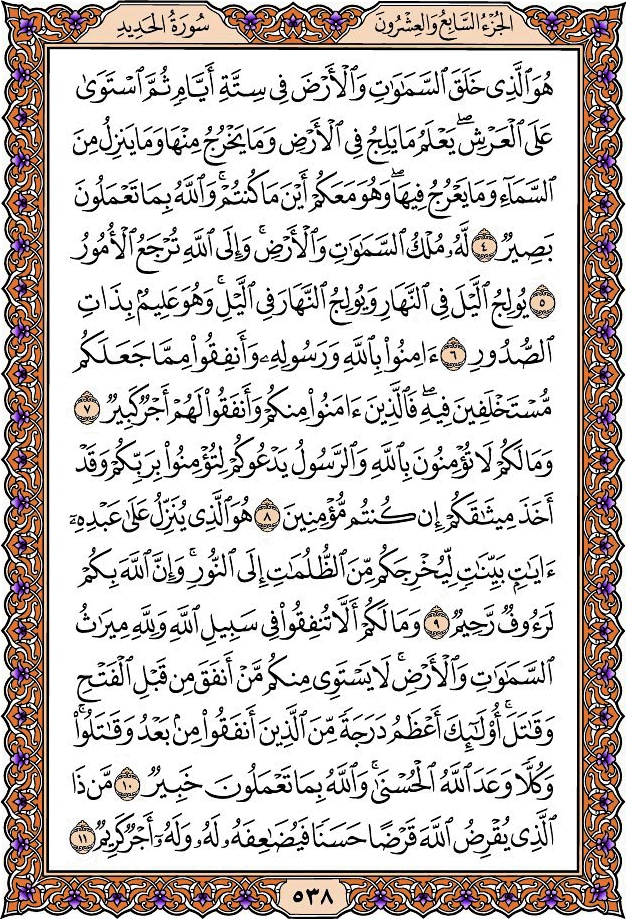 الجُزْءُ السَّابِعُ وَالعِشْرُونَ
سُورَةُ الحَدِيدِ
هُوَ ٱلَّذِي خَلَقَ ٱلسَّمَٰوَٰتِ وَٱلۡأَرۡضَ فِي سِتَّةِ أَيَّامٖ ثُمَّ ٱسۡتَوَىٰ
عَلَى ٱلۡعَرۡشِۖ يَعۡلَمُ مَا يَلِجُ فِي ٱلۡأَرۡضِ وَمَا يَخۡرُجُ مِنۡهَا وَمَا يَنزِلُ مِنَ
ٱلسَّمَآءِ وَمَا يَعۡرُجُ فِيهَاۖ وَهُوَ مَعَكُمۡ أَيۡنَ مَا كُنتُمۡۚ وَٱللَّهُ بِمَا تَعۡمَلُونَ
بَصِيرٞ ٤ لَّهُۥ مُلۡكُ ٱلسَّمَٰوَٰتِ وَٱلۡأَرۡضِۚ وَإِلَى ٱللَّهِ تُرۡجَعُ ٱلۡأُمُورُ
٥ يُولِجُ ٱلَّيۡلَ فِي ٱلنَّهَارِ وَيُولِجُ ٱلنَّهَارَ فِي ٱلَّيۡلِۚ وَهُوَ عَلِيمُۢ بِذَاتِ
ٱلصُّدُورِ ٦ ءَامِنُواْ بِٱللَّهِ وَرَسُولِهِۦ وَأَنفِقُواْ مِمَّا جَعَلَكُم
مُّسۡتَخۡلَفِينَ فِيهِۖ فَٱلَّذِينَ ءَامَنُواْ مِنكُمۡ وَأَنفَقُواْ لَهُمۡ أَجۡرٞ كَبِيرٞ ٧
وَمَا لَكُمۡ لَا تُؤۡمِنُونَ بِٱللَّهِ وَٱلرَّسُولُ يَدۡعُوكُمۡ لِتُؤۡمِنُواْ بِرَبِّكُمۡ وَقَدۡ
أَخَذَ مِيثَٰقَكُمۡ إِن كُنتُم مُّؤۡمِنِينَ ٨ هُوَ ٱلَّذِي يُنَزِّلُ عَلَىٰ عَبۡدِهِۦٓ
ءَايَٰتِۭ بَيِّنَٰتٖ لِّيُخۡرِجَكُم مِّنَ ٱلظُّلُمَٰتِ إِلَى ٱلنُّورِۚ وَإِنَّ ٱللَّهَ بِكُمۡ
لَرَءُوفٞ رَّحِيمٞ ٩ وَمَا لَكُمۡ أَلَّا تُنفِقُواْ فِي سَبِيلِ ٱللَّهِ وَلِلَّهِ مِيرَٰثُ
ٱلسَّمَٰوَٰتِ وَٱلۡأَرۡضِۚ لَا يَسۡتَوِي مِنكُم مَّنۡ أَنفَقَ مِن قَبۡلِ ٱلۡفَتۡحِ
وَقَٰتَلَۚ أُوْلَٰٓئِكَ أَعۡظَمُ دَرَجَةٗ مِّنَ ٱلَّذِينَ أَنفَقُواْ مِنۢ بَعۡدُ وَقَٰتَلُواْۚ
وَكُلّٗا وَعَدَ ٱللَّهُ ٱلۡحُسۡنَىٰۚ وَٱللَّهُ بِمَا تَعۡمَلُونَ خَبِيرٞ ١٠ مَّن ذَا
ٱلَّذِي يُقۡرِضُ ٱللَّهَ قَرۡضًا حَسَنٗا فَيُضَٰعِفَهُۥ لَهُۥ وَلَهُۥٓ أَجۡرٞ كَرِيمٞ ١١
٥٣٨